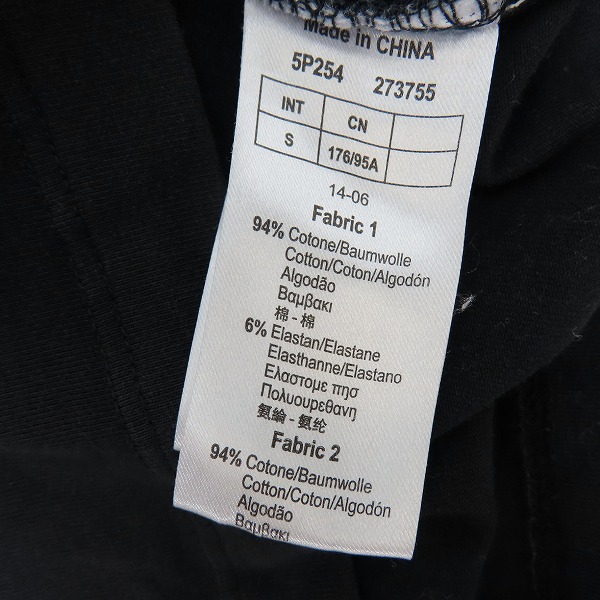 Made in CHINA
5P254 273755
INT CN
S 176/95A
14-06
Fabric 1
94% Cotone/Baumwolle
Cotton/Coton/Algodón
Algodão
Βαμβακι
棉 - 棉
6% Elastan/Elastane
Elasthanne/Elastano
Ελαστομε πησ
Πολυουρεθανη
氨綸 - 氨纶
Fabric 2
94% Cotone/Baumwolle
Cotton/Coton/Algodón
Algodão
Βαμβακι